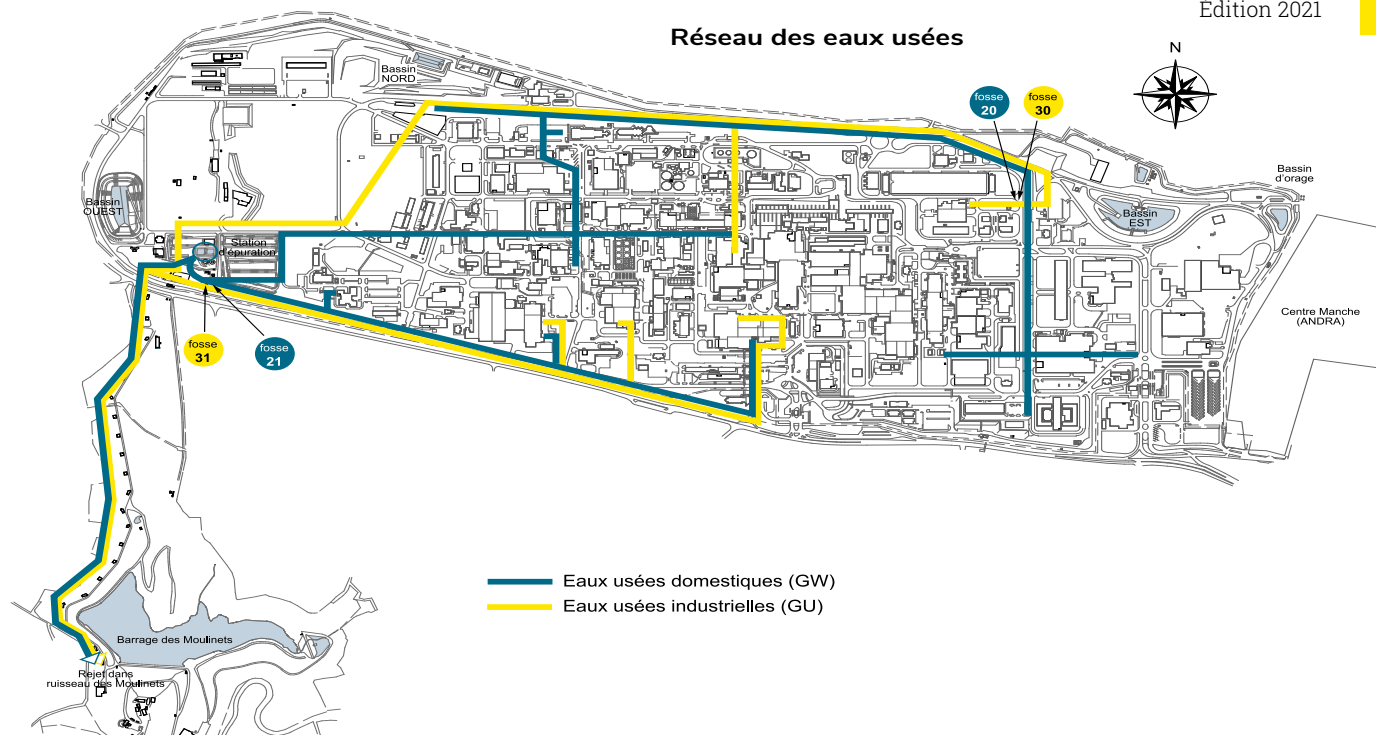 Édition 2021
Réseau des eaux usées
N
Bassin
NORD
fosse
20
fosse
30
Bassin
d'orage
Bassin
OUEST
Bassin
EST
Station
d'épuration
Centre Manche
(ANDRA)
fosse
31
fosse
21
Eaux usées domestiques (GW)
Eaux usées industrielles (GU)
Barrage des Moulinets
Rejet dans
ruisseau des Moulinets